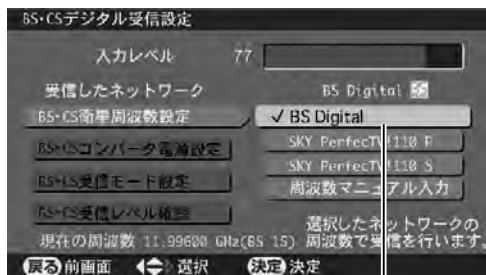 BS・CSデジタル受信設定
入力レベル 77
受信したネットワーク BS Digital
BS・CS衛星周波数設定 ✓ BS Digital
BS・CSコンバータ電源設定 SKY PerfecTV!110 P
BS・CS受信モード設定 SKY PerfecTV!110 S
周波数マニュアル入力
BS・CS受信レベル確認
選択したネットワークの
現在の周波数 11.99600 GHz(BS 15) 周波数で受信を行います。
戻る 前画面 選択 決定 決定